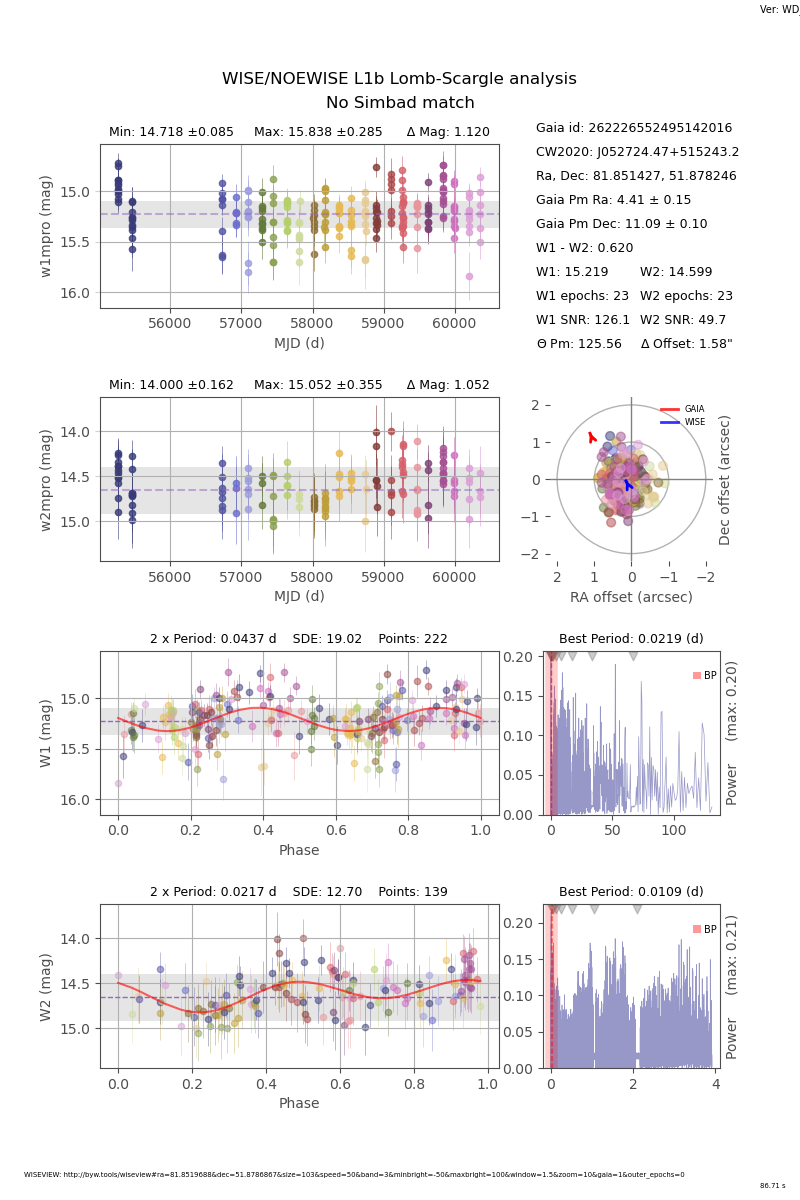 Ver: WD
WISE/NOEWISE L1b Lomb-Scargle analysis
No Simbad match
Min: 14.718 ±0.085 Max: 15.838 ±0.285 Δ Mag: 1.120
15.0
15.5
16.0
w1mpro (mag)
56000 57000 58000 59000 60000
MJD (d)
Gaia id: 262226552495142016
CW2020: J052724.47+515243.2
Ra, Dec: 81.851427, 51.878246
Gaia Pm Ra: 4.41 ± 0.15
Gaia Pm Dec: 11.09 ± 0.10
W1 - W2: 0.620
W1: 15.219 W2: 14.599
W1 epochs: 23 W2 epochs: 23
W1 SNR: 126.1 W2 SNR: 49.7
Θ Pm: 125.56 Δ Offset: 1.58"
Min: 14.000 ±0.162 Max: 15.052 ±0.355 Δ Mag: 1.052
14.0
14.5
15.0
w2mpro (mag)
56000 57000 58000 59000 60000
MJD (d)
GAIA
WISE
2
1
0
−1
−2
Dec offset (arcsec)
2 1 0 −1 −2
RA offset (arcsec)
2 x Period: 0.0437 d SDE: 19.02 Points: 222
15.0
15.5
16.0
W1 (mag)
0.0 0.2 0.4 0.6 0.8 1.0
Phase
Best Period: 0.0219 (d)
BP
0.20
0.15
0.10
0.05
0.00
Power (max: 0.20)
0 50 100
2 x Period: 0.0217 d SDE: 12.70 Points: 139
14.0
14.5
15.0
W2 (mag)
0.0 0.2 0.4 0.6 0.8 1.0
Phase
Best Period: 0.0109 (d)
BP
0.20
0.15
0.10
0.05
0.00
Power (max: 0.21)
0 2 4
WISEVIEW: http://byw.tools/wiseview#ra=81.8519688&dec=51.8786867&size=103&speed=50&band=3&minbright=-50&maxbright=100&window=1.5&zoom=10&gaia=1&outer_epochs=0
86.71 s